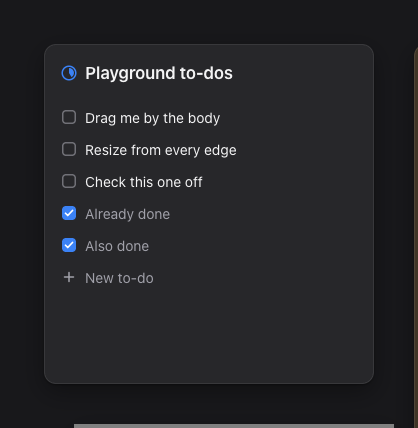 Playground to-dos
Drag me by the body
Resize from every edge
Check this one off
Already done
Also done
New to-do